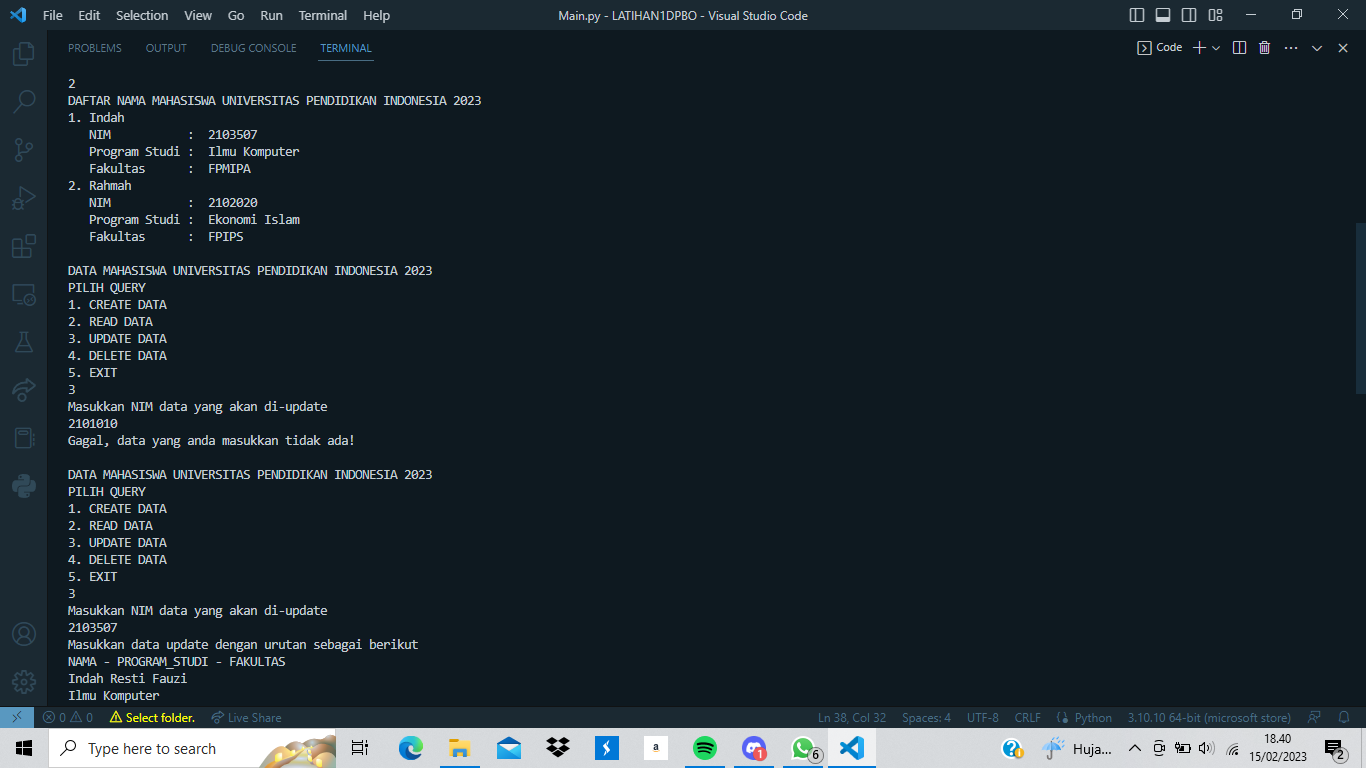 File Edit Selection View Go Run Terminal Help Main.py - LATIHAN1DPBO - Visual Studio Code
PROBLEMS OUTPUT DEBUG CONSOLE TERMINAL Code
2
DAFTAR NAMA MAHASISWA UNIVERSITAS PENDIDIKAN INDONESIA 2023
1. Indah
NIM : 2103507
Program Studi : Ilmu Komputer
Fakultas : FPMIPA
2. Rahmah
NIM : 2102020
Program Studi : Ekonomi Islam
Fakultas : FPIPS
DATA MAHASISWA UNIVERSITAS PENDIDIKAN INDONESIA 2023
PILIH QUERY
1. CREATE DATA
2. READ DATA
3. UPDATE DATA
4. DELETE DATA
5. EXIT
3
Masukkan NIM data yang akan di-update
2101010
Gagal, data yang anda masukkan tidak ada!
DATA MAHASISWA UNIVERSITAS PENDIDIKAN INDONESIA 2023
PILIH QUERY
1. CREATE DATA
2. READ DATA
3. UPDATE DATA
4. DELETE DATA
5. EXIT
3
Masukkan NIM data yang akan di-update
2103507
Masukkan data update dengan urutan sebagai berikut
NAMA - PROGRAM_STUDI - FAKULTAS
Indah Resti Fauzi
Ilmu Komputer
0 0 Select folder. Live Share Ln 38, Col 32 Spaces: 4 UTF-8 CRLF Python 3.10.10 64-bit (microsoft store)
Type here to search a 1 6 Huja... 18.40
15/02/2023 2